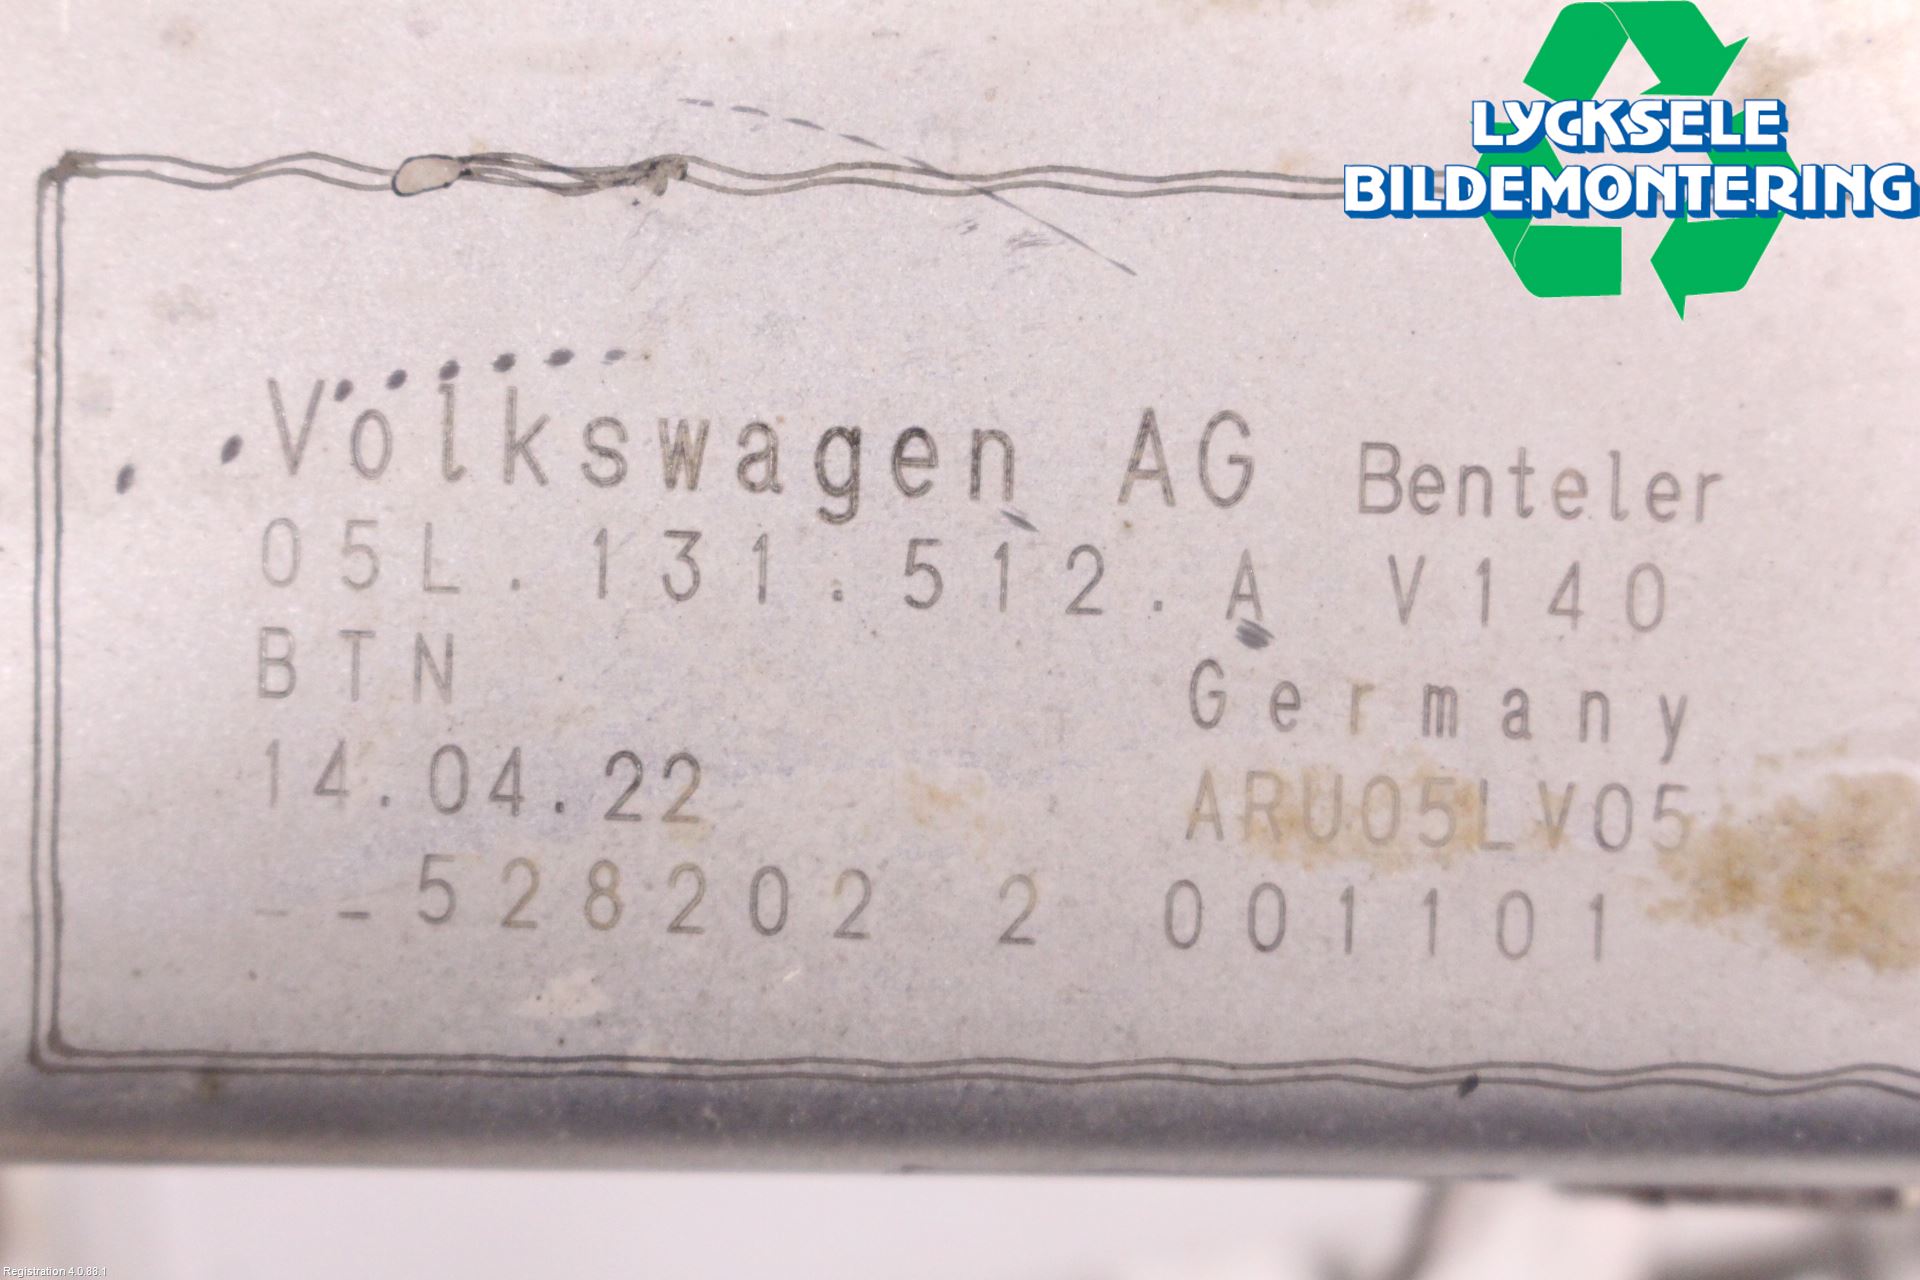 LYCKSELE
BILDEMONTERING
Volkswagen AG Benteler
05L.131.512.A V140
BTN Germany
14.04.22 ARU05LV05
--528202 2 001101
Registration 4.0.88.1